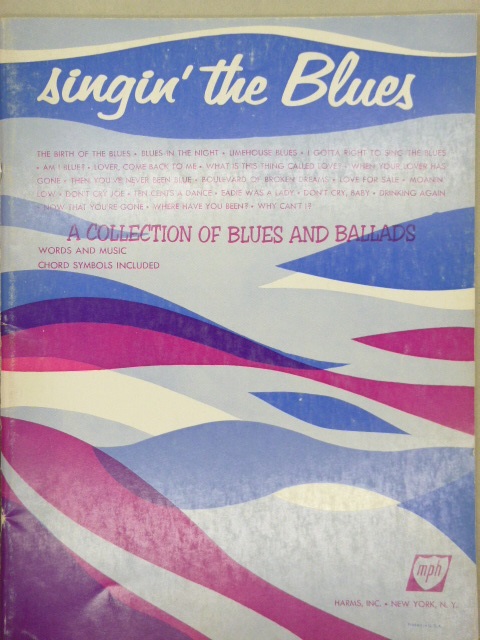 singin' the Blues
THE BIRTH OF THE BLUES • BLUES IN THE NIGHT • LIMEHOUSE BLUES • I GOTTA RIGHT TO SING THE BLUES
• AM I BLUE? • LOVER, COME BACK TO ME • WHAT IS THIS THING CALLED LOVE? • WHEN YOUR LOVER HAS
GONE • THEN YOU'VE NEVER BEEN BLUE • BOULEVARD OF BROKEN DREAMS • LOVE FOR SALE • MOANIN'
LOW • DON'T CRY JOE • TEN CENTS A DANCE • EADIE WAS A LADY • DON'T CRY, BABY • DRINKING AGAIN
NOW THAT YOU'RE GONE • WHERE HAVE YOU BEEN? • WHY CAN'T I?
A COLLECTION OF BLUES AND BALLADS
WORDS AND MUSIC
CHORD SYMBOLS INCLUDED
mph
HARMS, INC. • NEW YORK, N. Y.